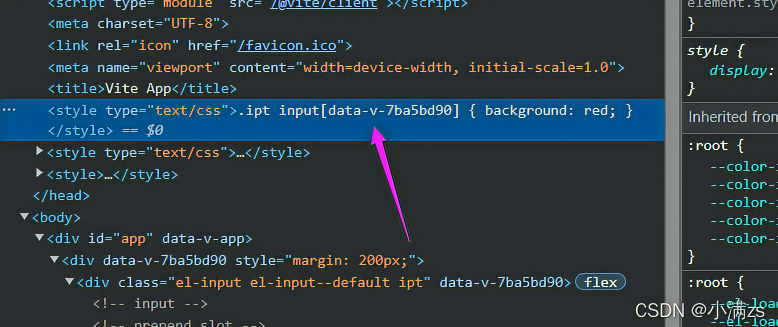 <script type="module" src="/@vite/client"></script>
<meta charset="UTF-8">
<link rel="icon" href="/favicon.ico">
<meta name="viewport" content="width=device-width, initial-scale=1.0">
<title>Vite App</title>
··· <style type="text/css">.ipt input[data-v-7ba5bd90] { background: red; }
</style> == $0
<style type="text/css">…</style>
<style>…</style>
</head>
<body>
<div id="app" data-v-app>
<div data-v-7ba5bd90 style="margin: 200px;">
<div class="el-input el-input--default ipt" data-v-7ba5bd90> flex
<!-- input -->
<!-- prepend slot -->
element.sty
}
style {
display:
}
Inherited from
:root {
--color-i
--color-i
--color-i
--color-i
--color-i
}
:root {
--el-loa
CSDN @小满zs